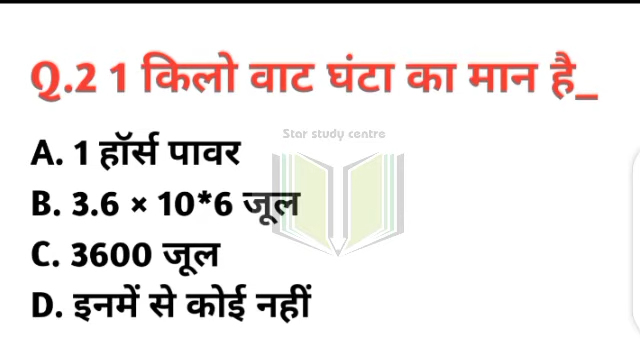 Q.2 1 किलो वाट घंटा का मान है_
Star study centre
A. 1 हॉर्स पावर
B. 3.6 × 10*6 जूल
C. 3600 जूल
D. इनमें से कोई नहीं